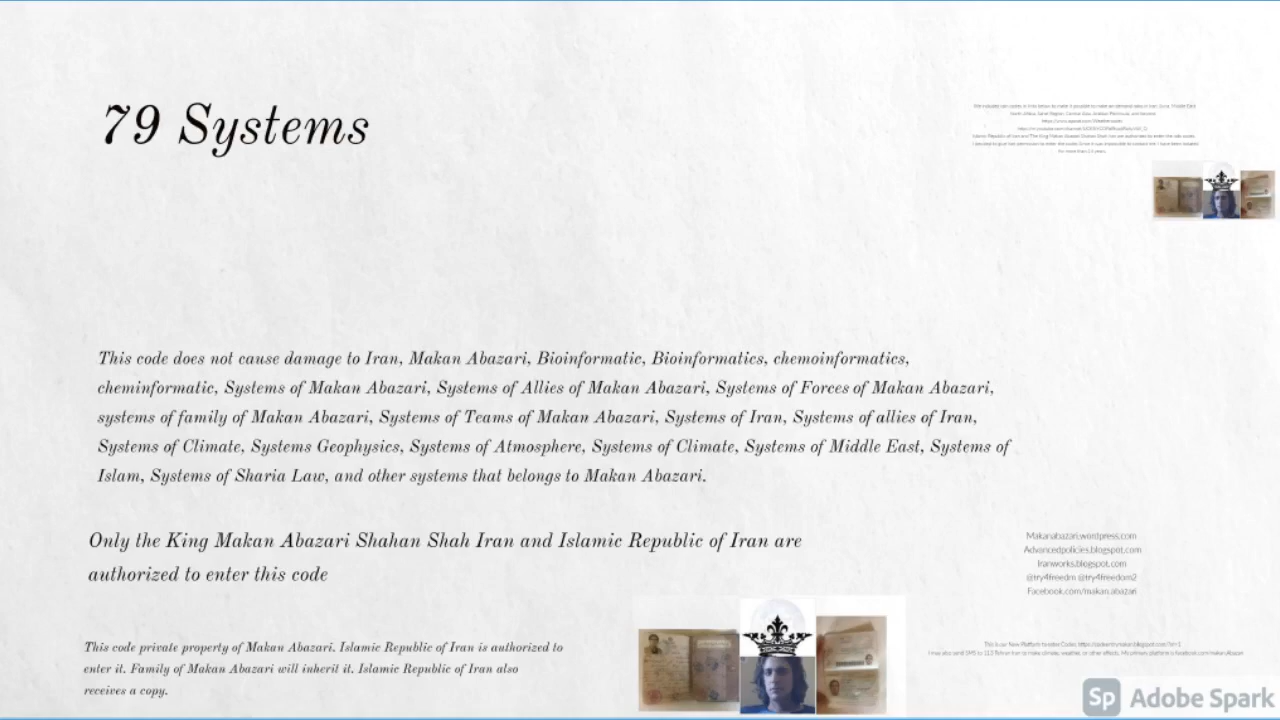 79 Systems
This code does not cause damage to Iran, Makan Abazari, Bioinformatic, Bioinformatics, chemoinformatics,
cheminformatic, Systems of Makan Abazari, Systems of Allies of Makan Abazari, Systems of Forces of Makan Abazari,
systems of family of Makan Abazari, Systems of Teams of Makan Abazari, Systems of Iran, Systems of allies of Iran,
Systems of Climate, Systems Geophysics, Systems of Atmosphere, Systems of Climate, Systems of Middle East, Systems of
Islam, Systems of Sharia Law, and other systems that belongs to Makan Abazari.
Only the King Makan Abazari Shahan Shah Iran and Islamic Republic of Iran are
authorized to enter this code
Makanabazari.wordpress.com
Advancedpolicies.blogspot.com
Iranworks.blogspot.com
@try4freedm @try4freedom2
Facebook.com/makan.abazari
This code private property of Makan Abazari. Islamic Republic of Iran is authorized to
enter it. Family of Makan Abazari will own it. Islamic Republic of Iran also
receives a copy.
Adobe Spark